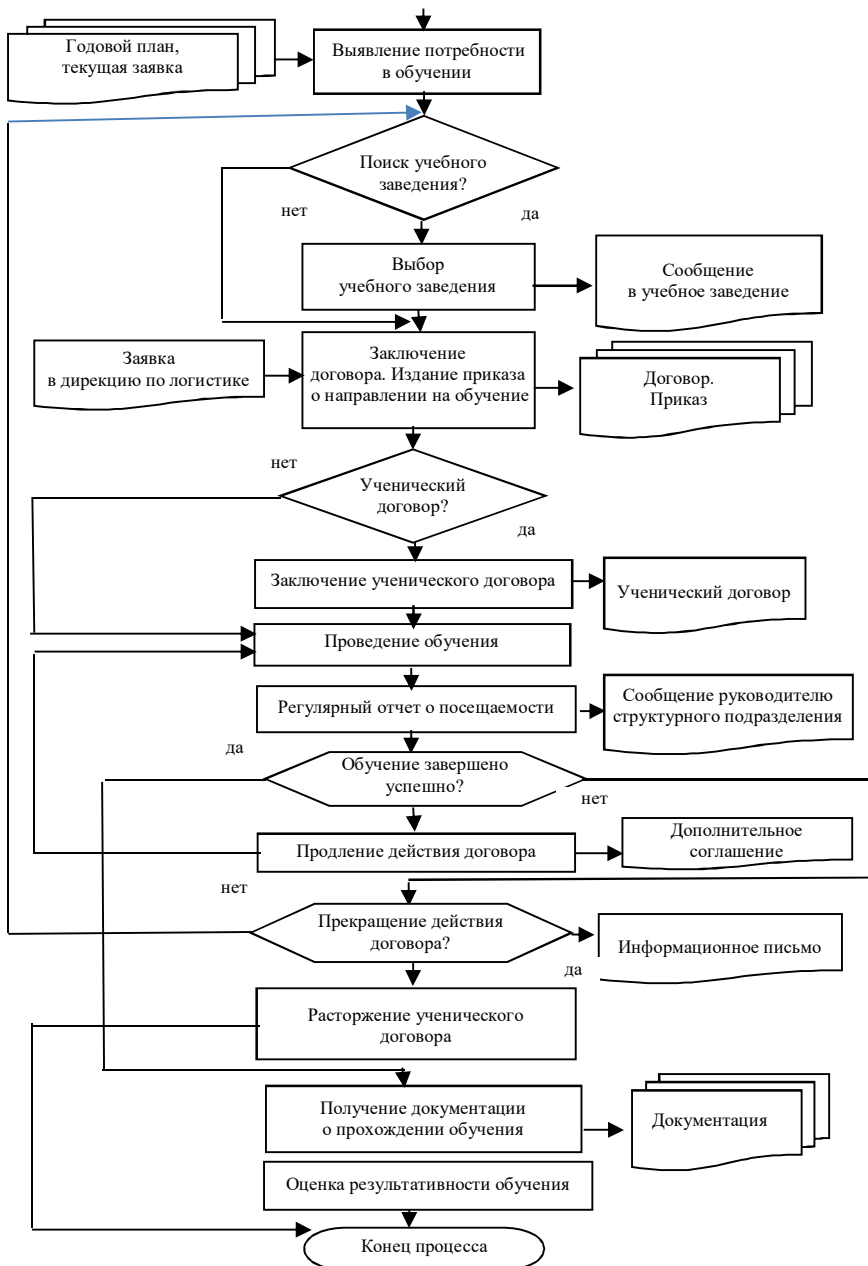 Годовой план,
текущая заявка
Выявление потребности
в обучении
Поиск учебного
заведения?
нет
да
Выбор
учебного заведения
Сообщение
в учебное заведение
Заявка
в дирекцию по логистике
Заключение
договора. Издание приказа
о направлении на обучение
Договор.
Приказ
нет
Ученический
договор?
да
Заключение ученического договора
Ученический договор
Проведение обучения
Регулярный отчет о посещаемости
Сообщение руководителю
структурного подразделения
да
Обучение завершено
успешно?
нет
Продление действия договора
Дополнительное
соглашение
нет
Прекращение действия
договора?
Информационное письмо
да
Расторжение ученического
договора
Получение документации
о прохождении обучения
Документация
Оценка результативности обучения
Конец процесса